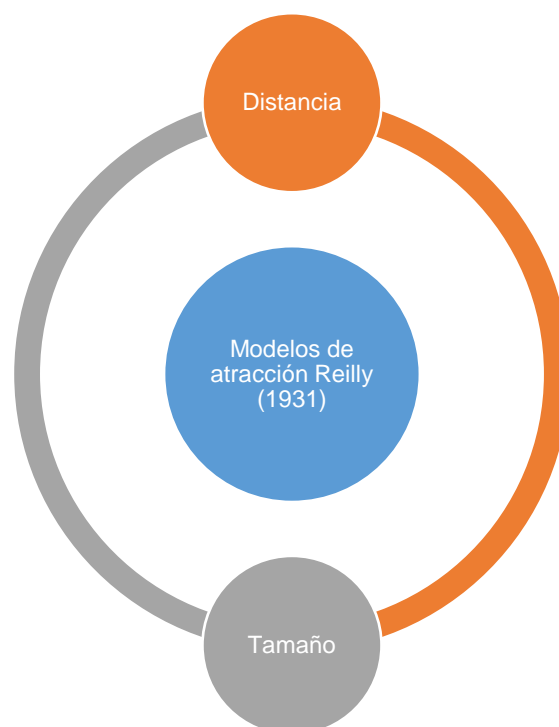 Distancia
Modelos de
atracción Reilly
(1931)
Tamaño